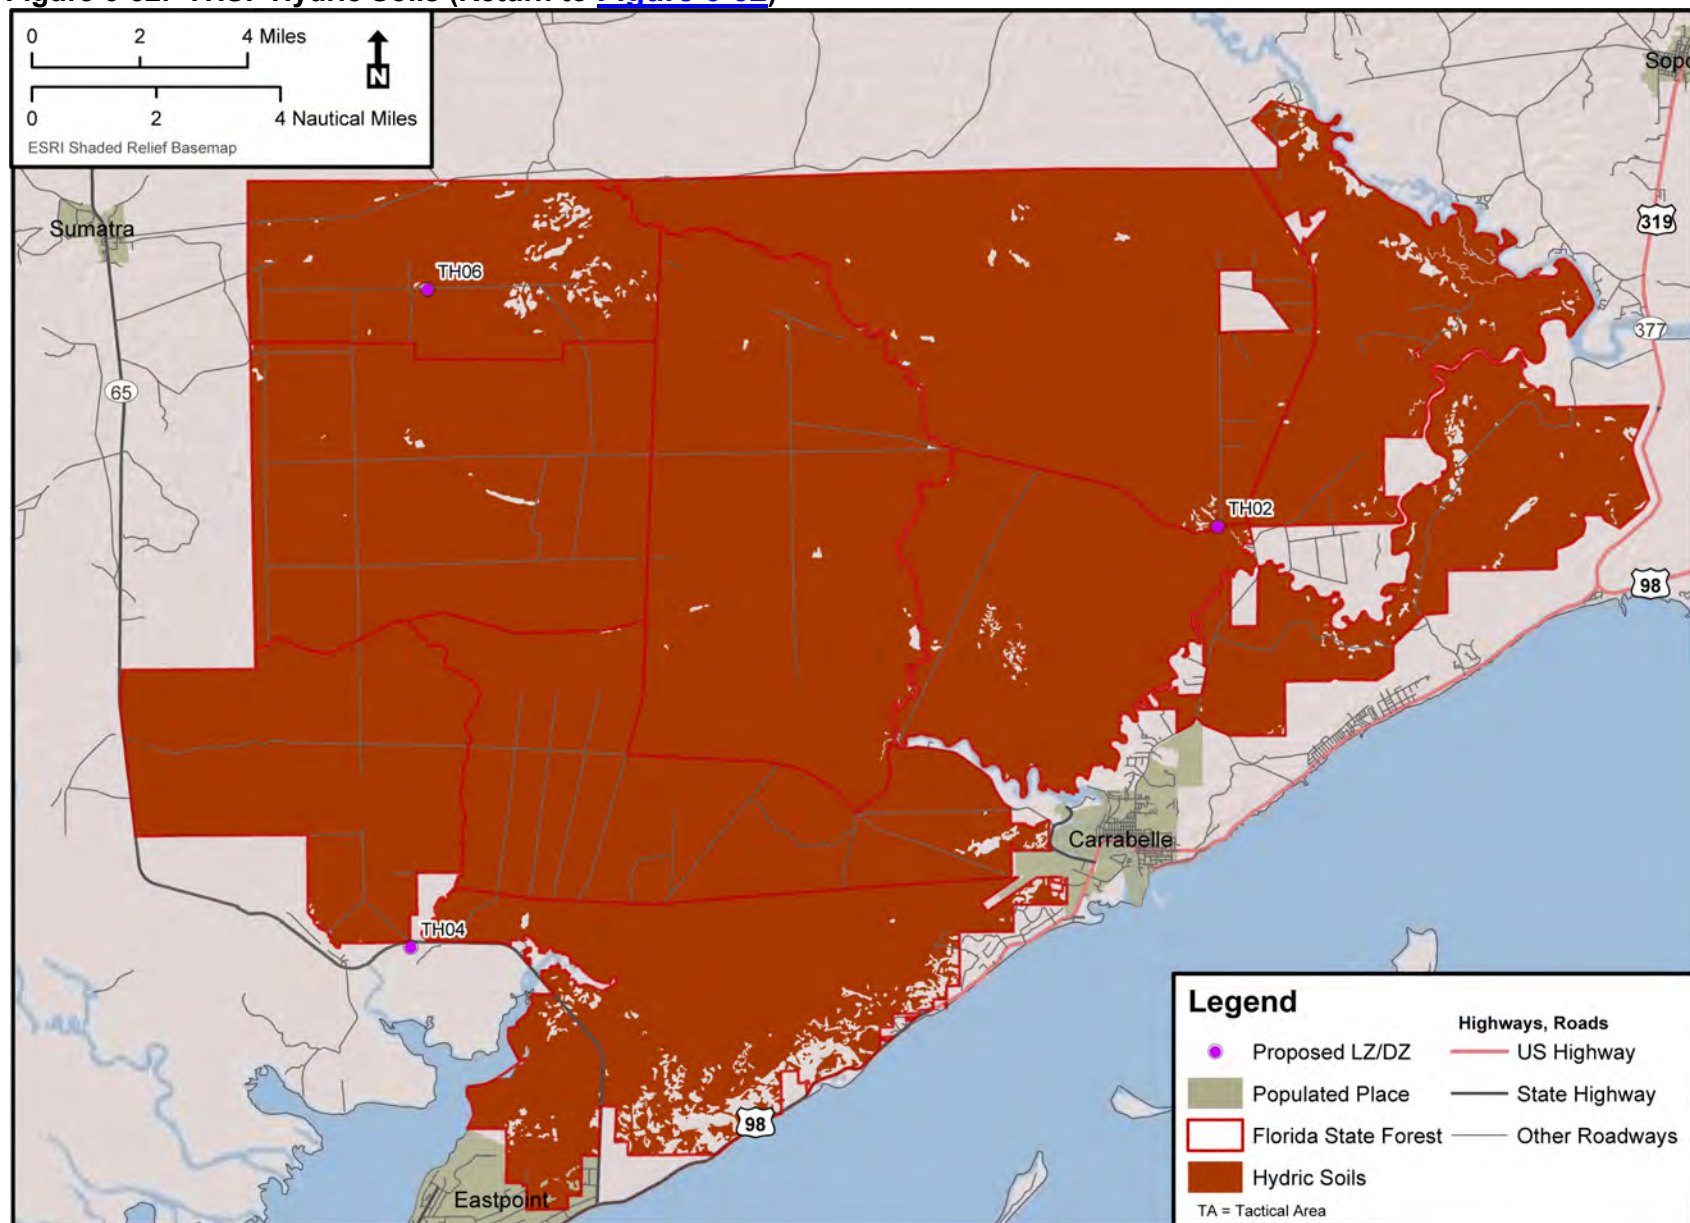 0 2 4 Miles
N
0 2 4 Nautical Miles
ESRI Shaded Relief Basemap
Sumatra
319
TH06
377
65
TH02
98
Carrabelle
TH04
98
Eastpoint
Legend
Highways, Roads
Proposed LZ/DZ
US Highway
Populated Place
State Highway
Florida State Forest
Other Roadways
Hydric Soils
TA = Tactical Area